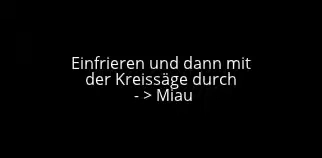 Einfrieren und dann mit
der Kreissäge durch
- > Miau